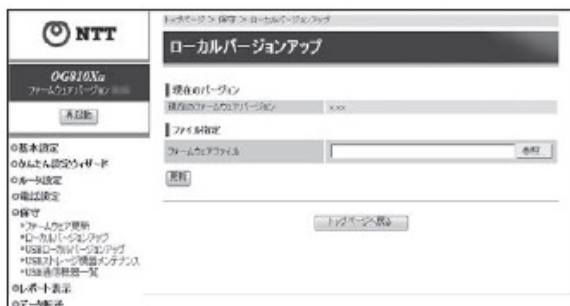 NTT
OG810Xa
ファームウェアバージョン
再起動
基本設定
かんたん設定ウィザード
ルータ設定
電話設定
保守
ファームウェア更新
ローカルバージョンアップ
USBローカルバージョンアップ
USBストレージ機器メンテナンス
USB通信機器一覧
レポート表示
データ転送
トップページ > 保守 > ローカルバージョンアップ
ローカルバージョンアップ
現在のバージョン
現在のファームウェアバージョン x.xx
ファイル指定
ファームウェアファイル 参照...
更新
トップページへ戻る